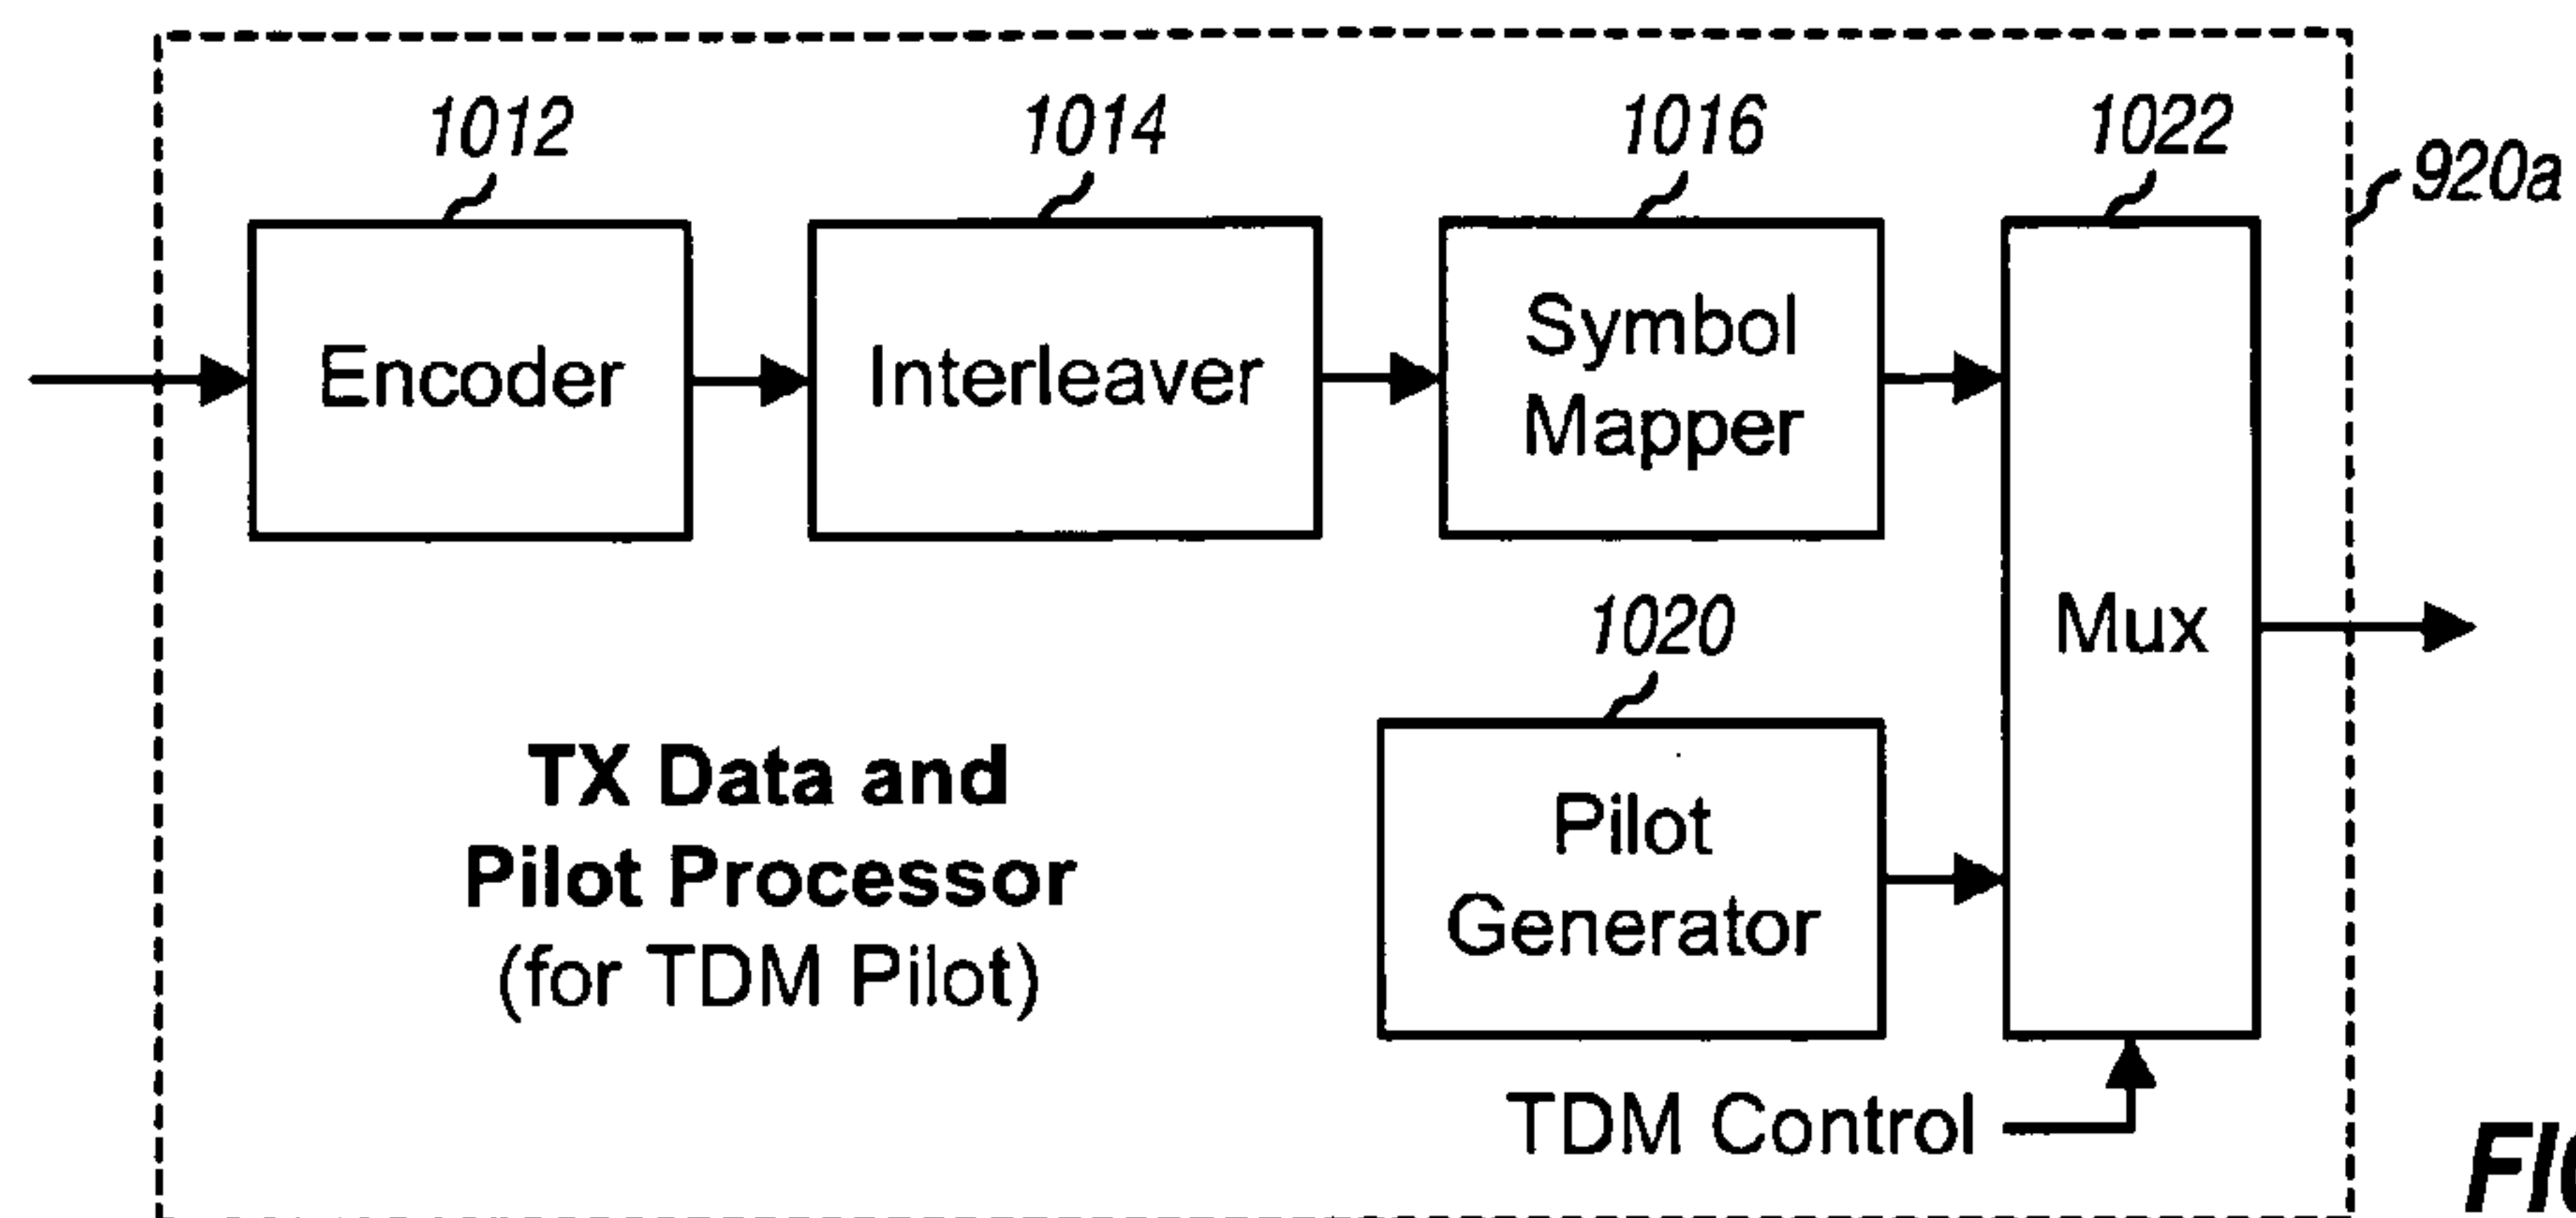 1012
1014
1016
1022
920a
Encoder
Interleaver
Symbol
Mapper
Mux
1020
Pilot
Generator
TX Data and
Pilot Processor
(for TDM Pilot)
TDM Control